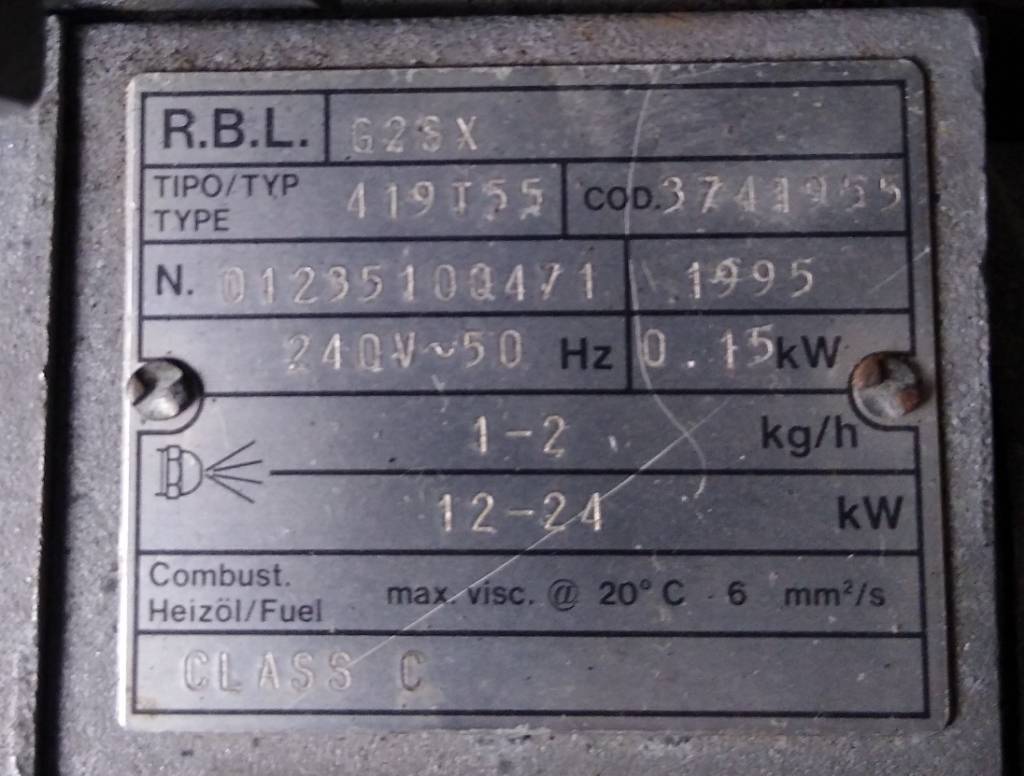 R.B.L. G2SX
TIPO/TYP
TYPE 419T55 COD. 3741955
N. 01235100471 1995
240V~50 Hz 0.15kW
1-2 kg/h
12-24 kW
Combust.
Heizöl/Fuel max. visc. @ 20° C 6 mm²/s
CLASS C